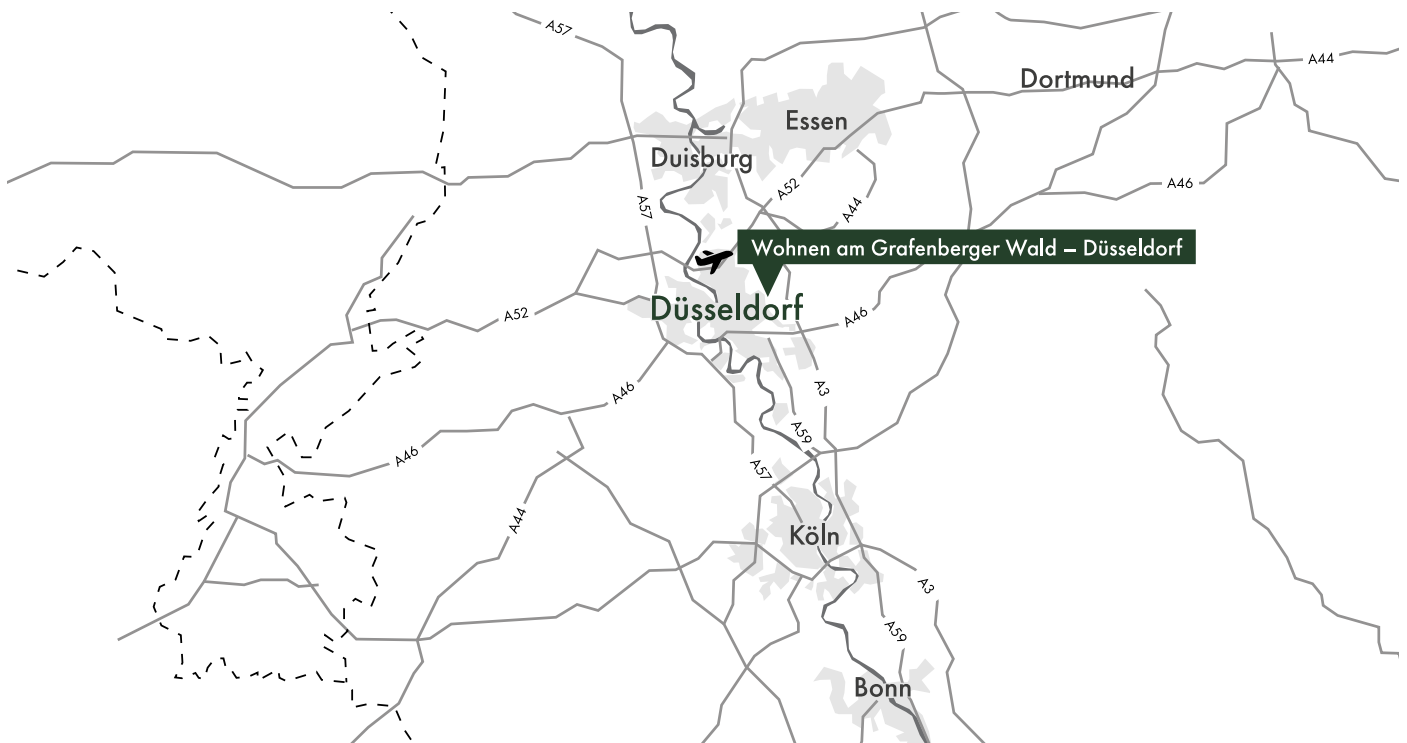 A57
Dortmund
A44
Essen
Duisburg
A52
A46
A57
A44
Wohnen am Grafenberger Wald – Düsseldorf
Düsseldorf
A52
A46
A46
A3
A59
A46
A57
A44
Köln
A3
A59
Bonn